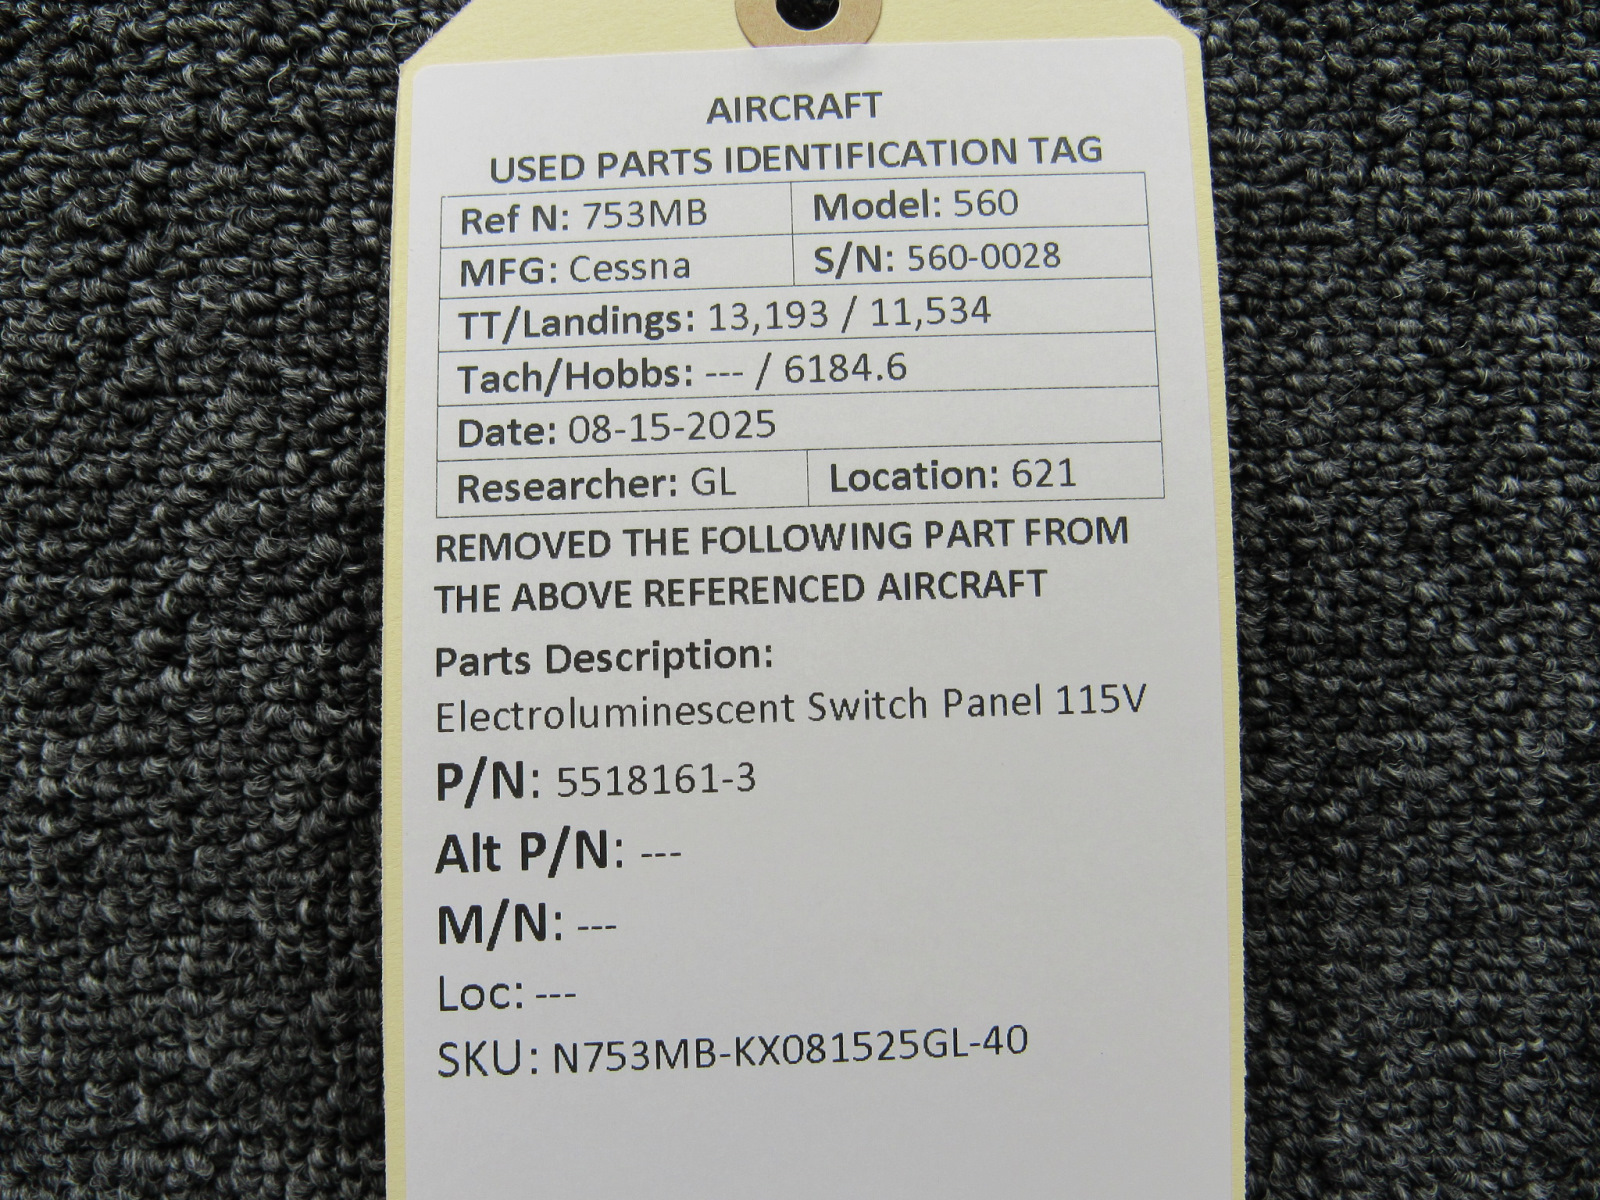 AIRCRAFT
USED PARTS IDENTIFICATION TAG
Ref N: 753MB Model: 560
MFG: Cessna S/N: 560-0028
TT/Landings: 13,193 / 11,534
Tach/Hobbs: --- / 6184.6
Date: 08-15-2025
Researcher: GL Location: 621
REMOVED THE FOLLOWING PART FROM
THE ABOVE REFERENCED AIRCRAFT
Parts Description:
Electroluminescent Switch Panel 115V
P/N: 5518161-3
Alt P/N: ---
M/N: ---
Loc: ---
SKU: N753MB-KX081525GL-40